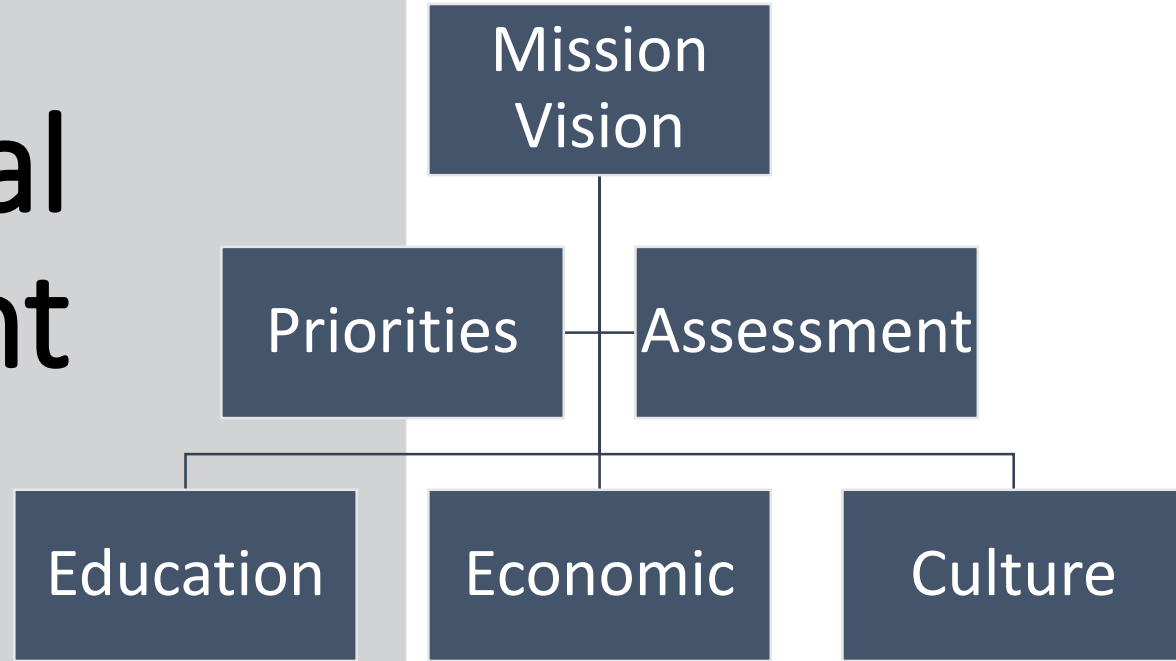 al
nt
Mission
Vision
Priorities
Assessment
Education
Economic
Culture